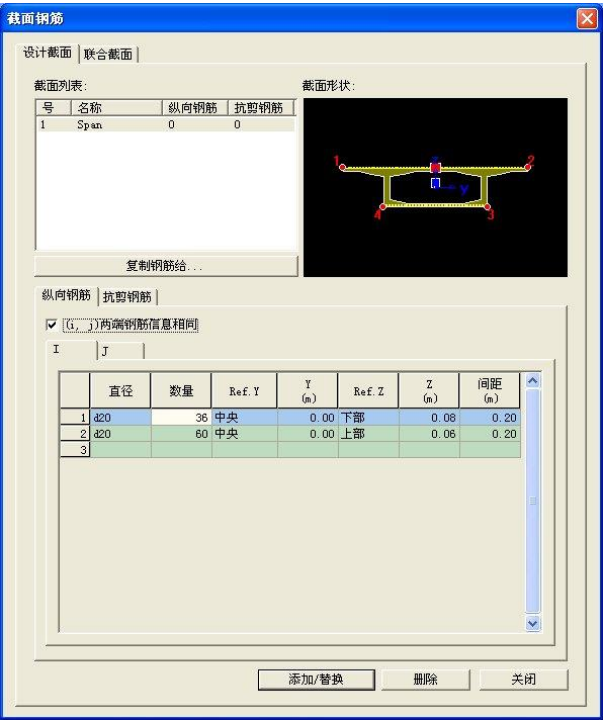 截面钢筋
设计截面 联合截面
截面列表: 截面形状:
号 名称 纵向钢筋 抗剪钢筋
1 Span 0 0
1 z 2
y
4 3
复制钢筋给...
纵向钢筋 抗剪钢筋
(i, j)两端钢筋信息相同
I J
直径 数量 Ref. Y Y (m) Ref. Z Z (m) 间距 (m)
1 d20 36 中央 0.00 下部 0.08 0.20
2 d20 60 中央 0.00 上部 0.06 0.20
3
添加/替换 删除 关闭